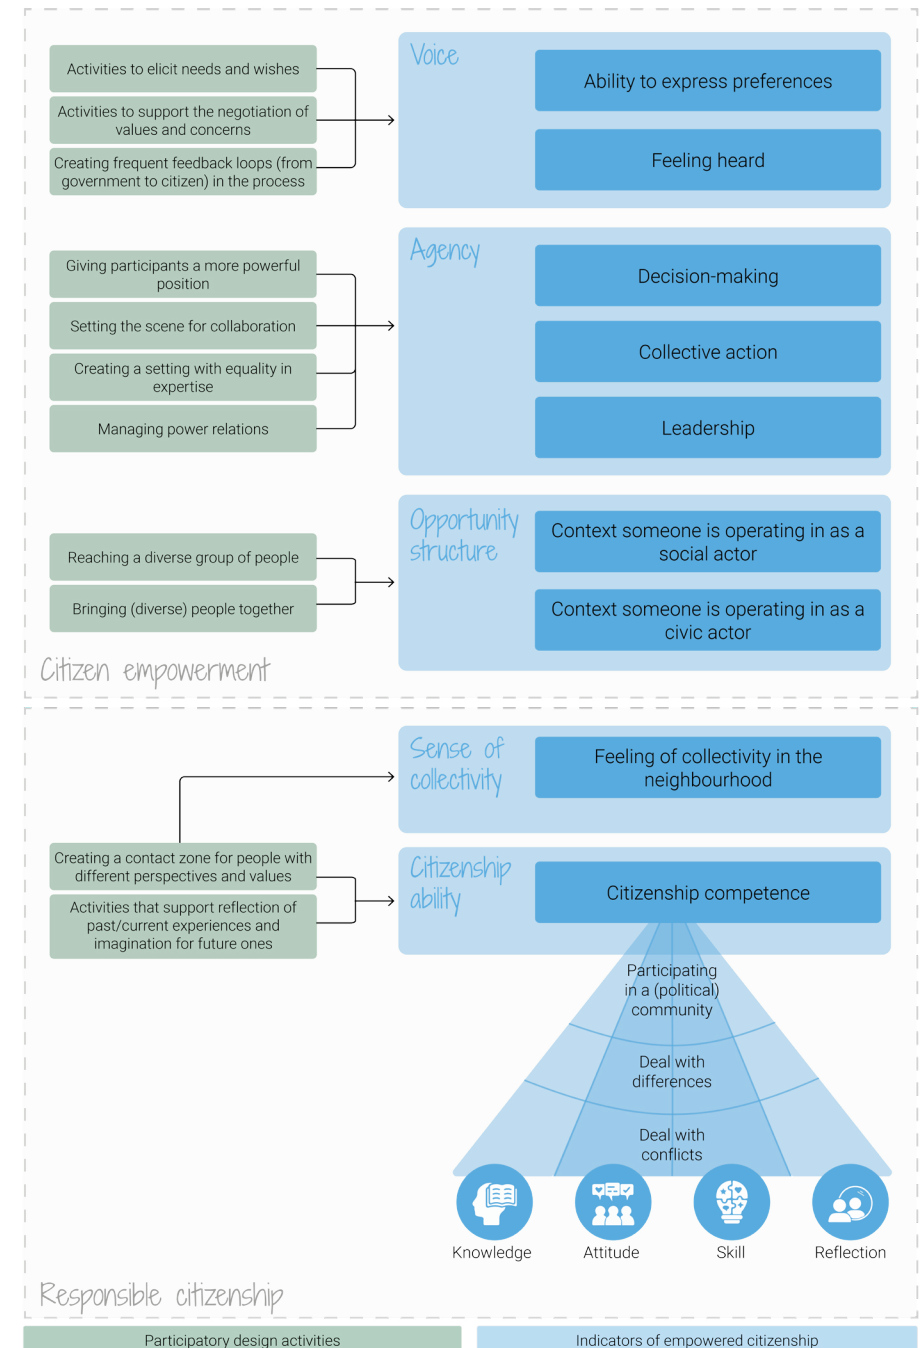 Voice
Activities to elicit needs and wishes
Activities to support the negotiation of
values and concerns
Creating frequent feedback loops (from
government to citizen) in the process
Ability to express preferences
Feeling heard
Agency
Giving participants a more powerful
position
Setting the scene for collaboration
Creating a setting with equality in
expertise
Managing power relations
Decision-making
Collective action
Leadership
Opportunity
structure
Reaching a diverse group of people
Bringing (diverse) people together
Context someone is operating in as a
social actor
Context someone is operating in as a
civic actor
Citizen empowerment
Sense of
collectivity
Feeling of collectivity in the
neighbourhood
Creating a contact zone for people with
different perspectives and values
Activities that support reflection of
past/current experiences and
imagination for future ones
Citizenship
ability
Citizenship competence
Participating
in a (political)
community
Deal with
differences
Deal with
conflicts
Knowledge
Attitude
Skill
Reflection
Responsible citizenship
Participatory design activities
Indicators of empowered citizenship